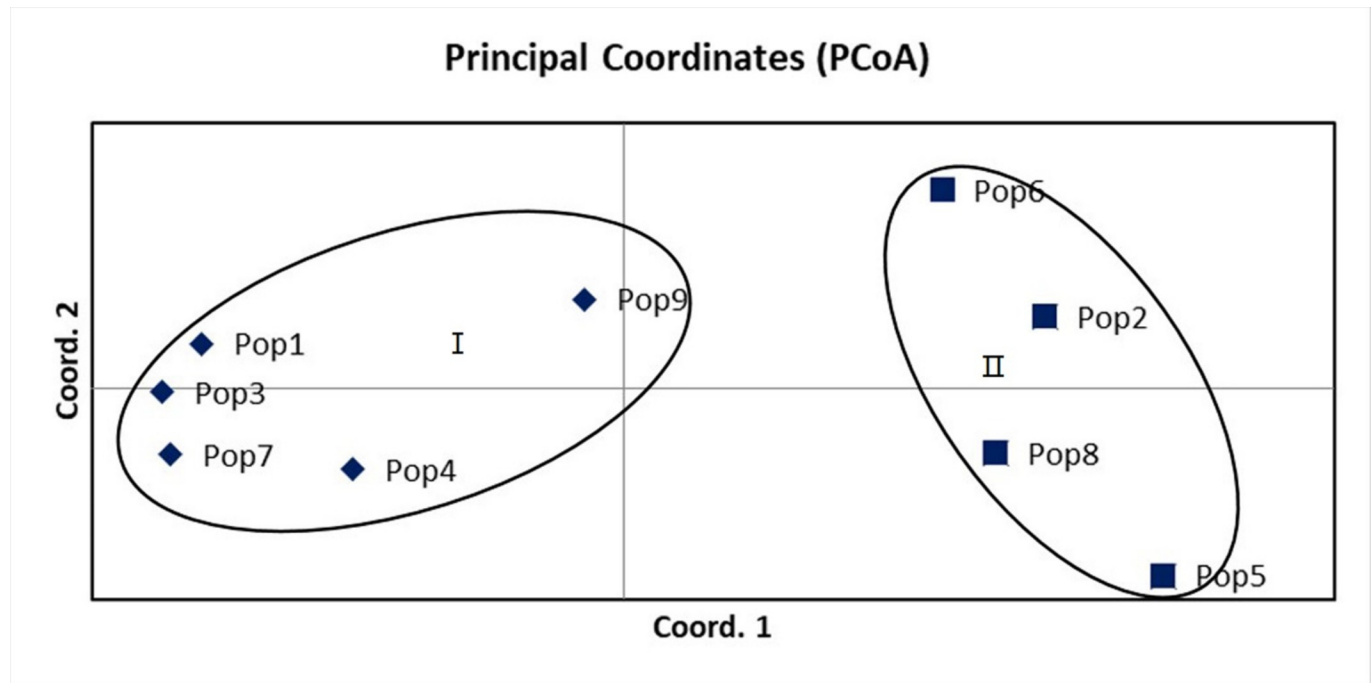 Principal Coordinates (PCoA)
Pop6
Pop9
Pop2
Pop1
I
II
Pop3
Pop7
Pop8
Pop4
Pop5
Coord. 2
Coord. 1